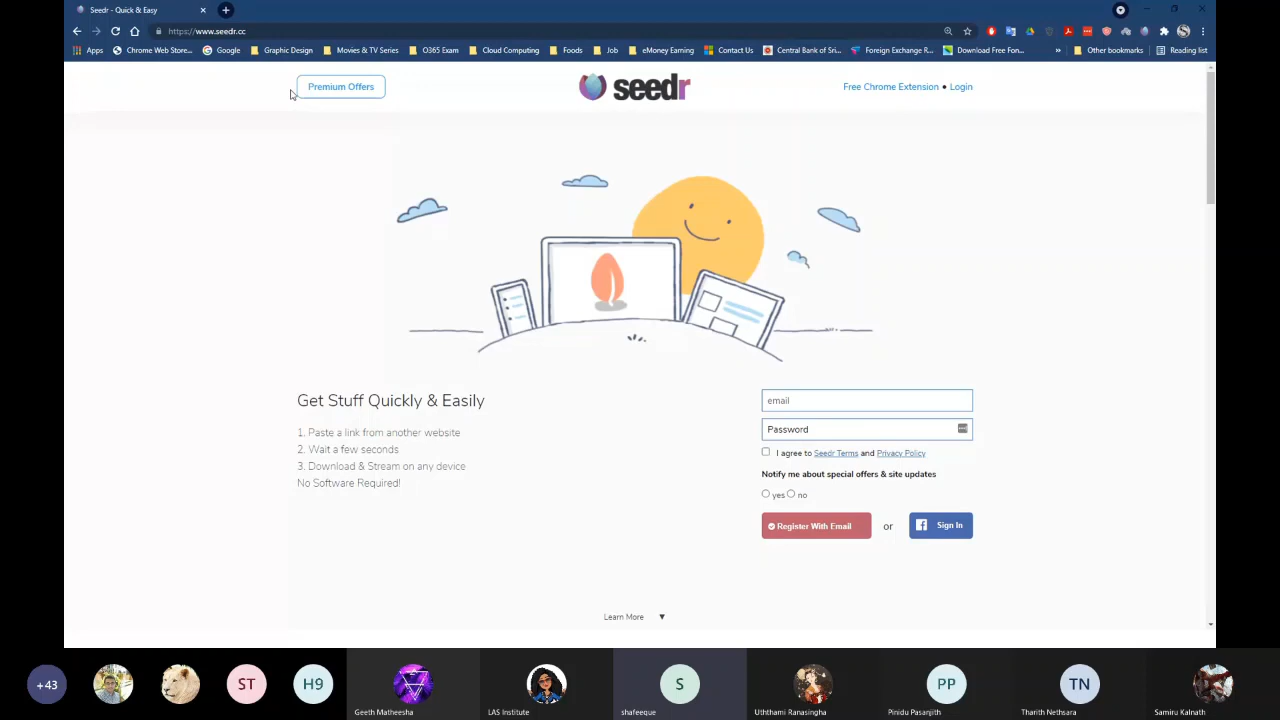 Seedr - Quick & Easy
https://www.seedr.cc
Apps
Chrome Web Store...
Google
Graphic Design
Movies & TV Series
O365 Exam
Cloud Computing
Foods
Job
eMoney Earning
Contact Us
Central Bank of Sri...
Foreign Exchange R...
Download Free Fon...
»
Other bookmarks
Reading list
Premium Offers
seedr
Free Chrome Extension • Login
Get Stuff Quickly & Easily
1. Paste a link from another website
2. Wait a few seconds
3. Download & Stream on any device
No Software Required!
email
Password
I agree to Seedr Terms and Privacy Policy
Notify me about special offers & site updates
yes no
Register With Email
or
Sign In
Learn More
+43
ST
H9
S
PP
TN
Geeth Matheesha
LAS Institute
shafeeque
Uththami Ranasingha
Pinidu Pasanjith
Tharith Nethsara
Samiru Kalnath